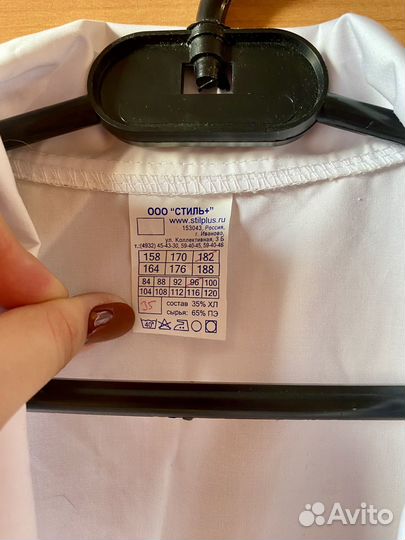 ООО "СТИЛЬ+"
www.stilplus.ru
153043, Россия,
г. Иваново,
ул. Коллективная, 3 Б
т.:(4932) 45-43-30, 59-40-45, 59-40-46
158 170 182
164 176 188
84 88 92 96 100
104 108 112 116 120
35 состав 35% ХЛ
сырья: 65% ПЭ
40°
Avito